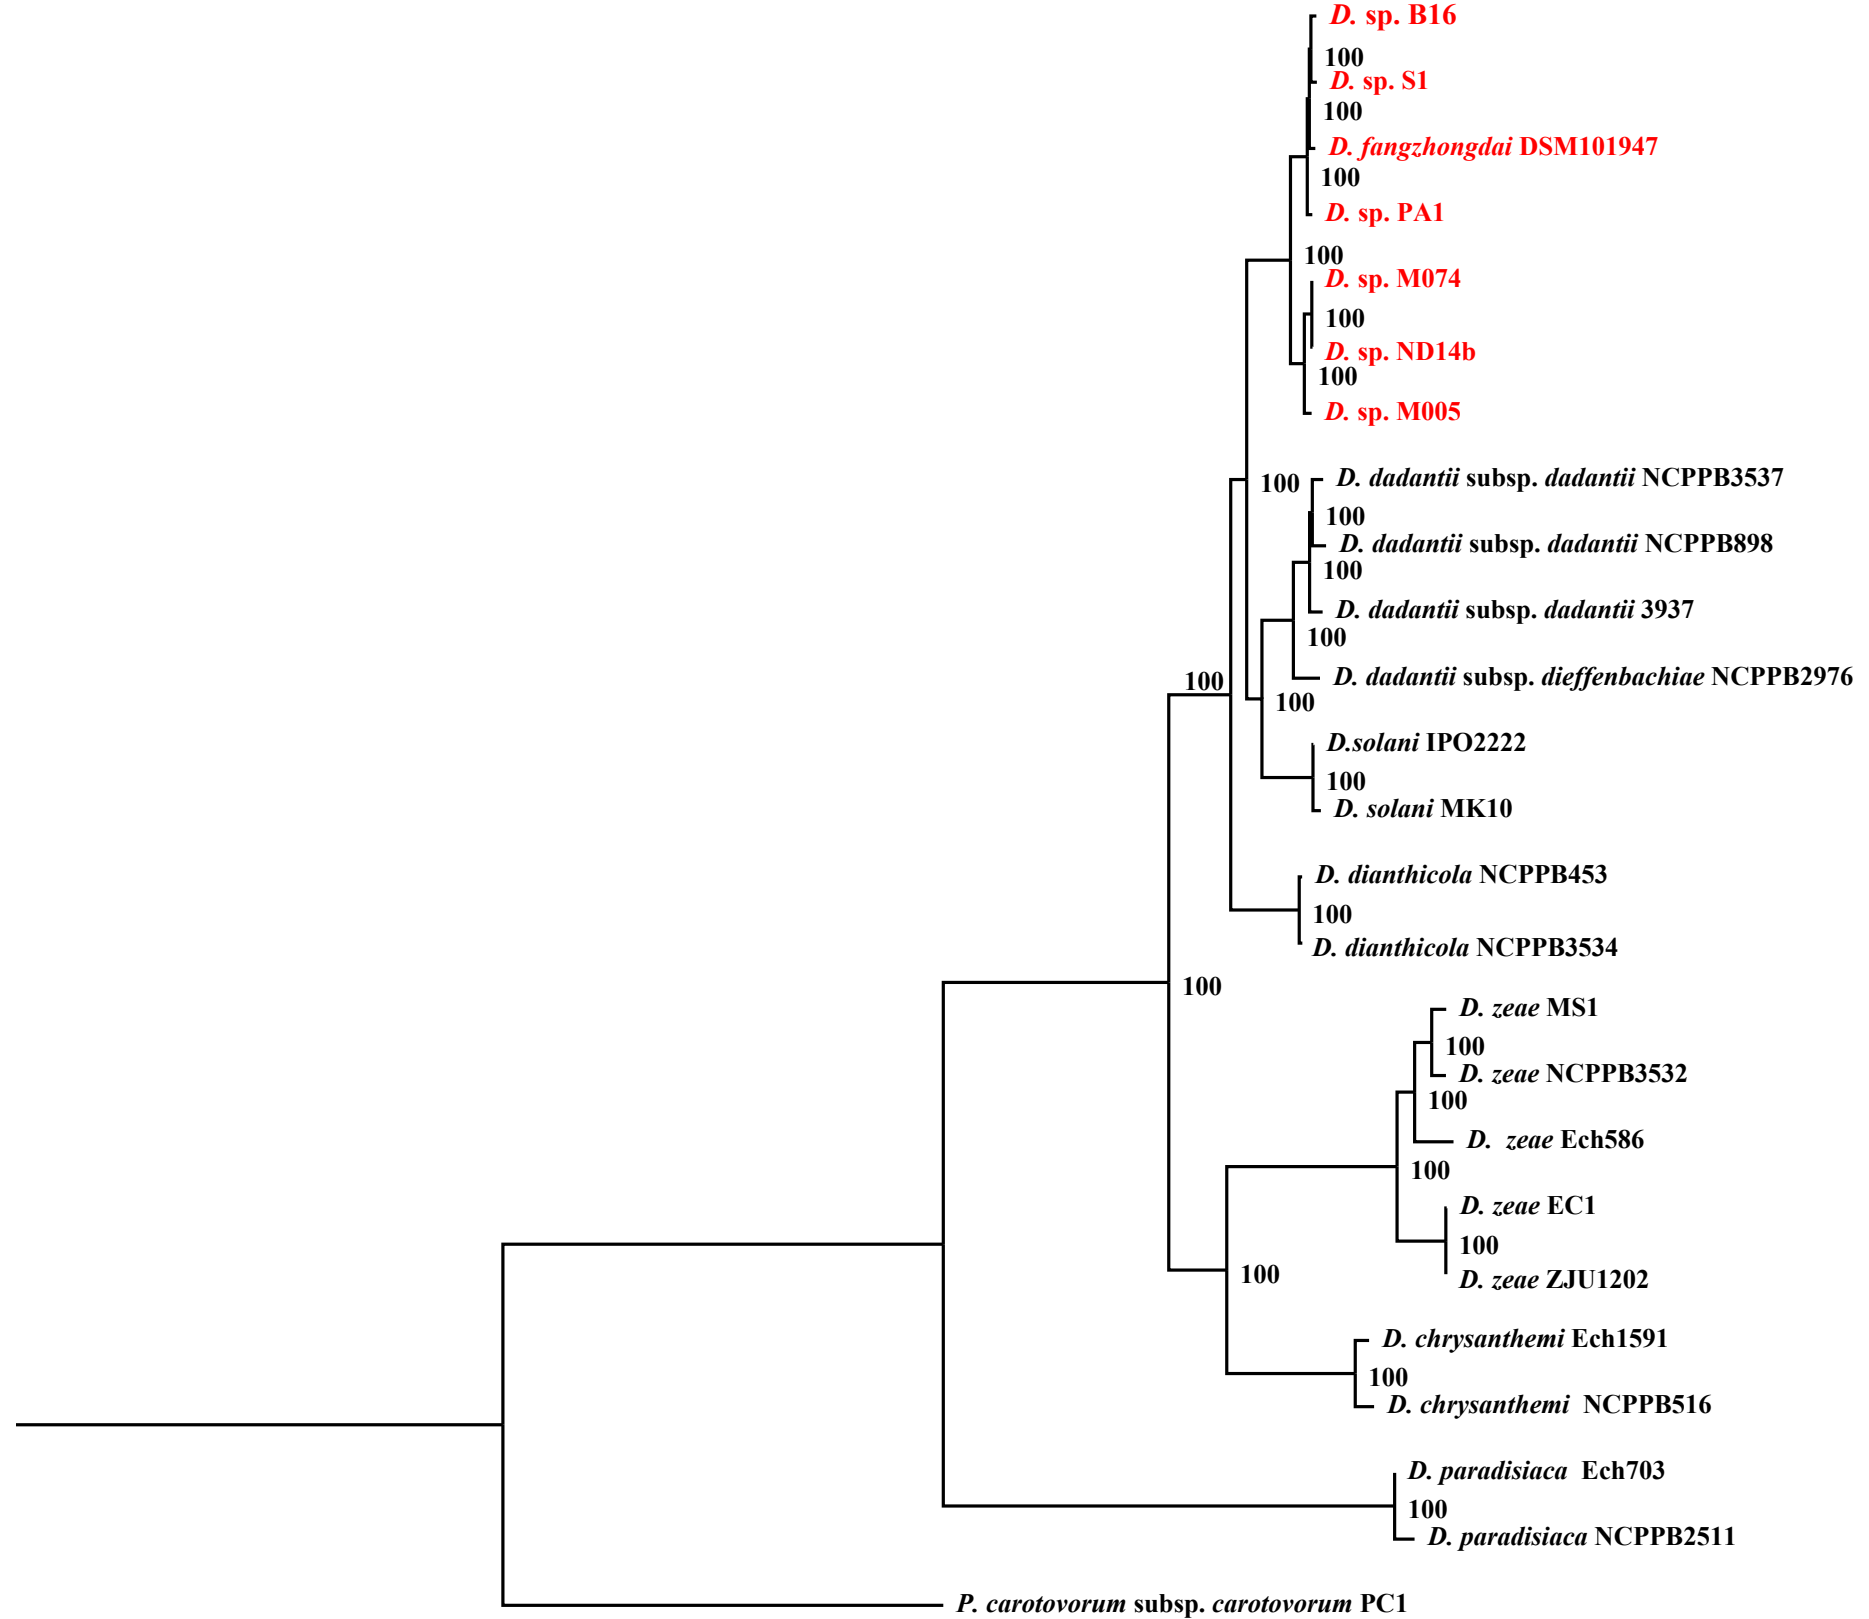 D. sp. B16
100
D. sp. S1
100
D. fangzhongdai DSM101947
100
D. sp. PA1
100
D. sp. M074
100
D. sp. ND14b
100
D. sp. M005
100
D. dadantii subsp. dadantii NCPPB3537
100
D. dadantii subsp. dadantii NCPPB898
100
D. dadantii subsp. dadantii 3937
100
D. dadantii subsp. dieffenbachiae NCPPB2976
100
100
D.solani IPO2222
100
D. solani MK10
D. dianthicola NCPPB453
100
D. dianthicola NCPPB3534
100
D. zeae MS1
100
D. zeae NCPPB3532
100
D. zeae Ech586
100
D. zeae EC1
100
D. zeae ZJU1202
100
D. chrysanthemi Ech1591
100
D. chrysanthemi NCPPB516
D. paradisiaca Ech703
100
D. paradisiaca NCPPB2511
P. carotovorum subsp. carotovorum PC1